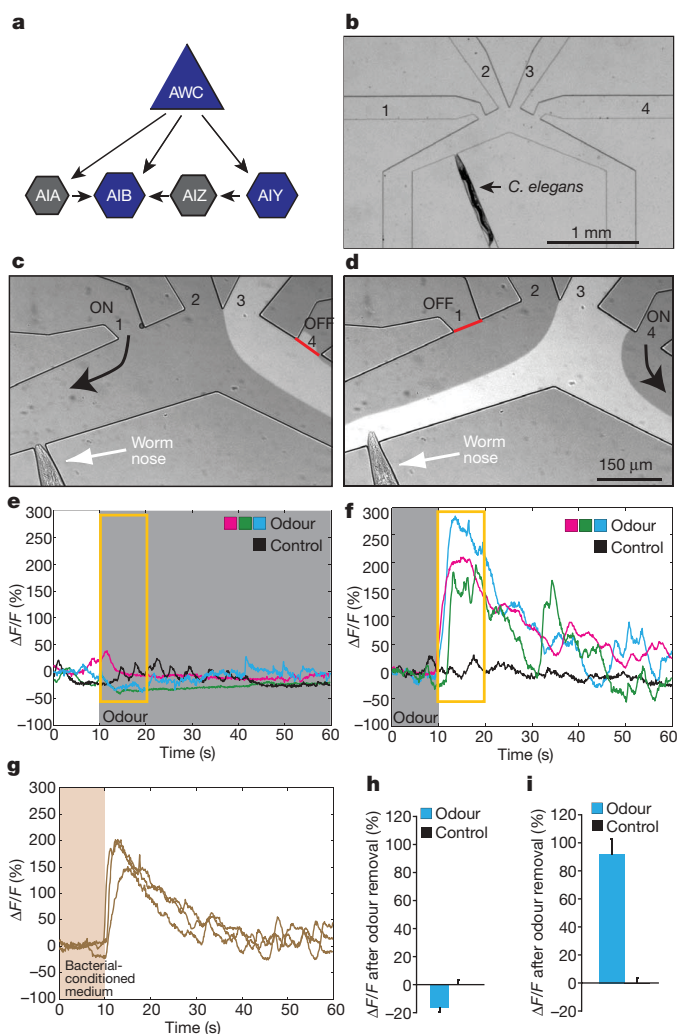 a
AWC
AIA
AIB
AIZ
AIY
b
1
2
3
4
C. elegans
1 mm
c
ON
1
2
3
OFF
4
Worm
nose
d
OFF
1
2
3
ON
4
Worm
nose
150 µm
e
300
250
200
150
100
50
0
−50
−100
ΔF/F (%)
Odour
Control
Odour
0
10
20
40
60
Time (s)
f
300
250
200
150
100
50
0
−50
−100
ΔF/F (%)
Odour
Control
Odour
0
10
20
30
40
50
60
Time (s)
g
300
250
200
150
100
50
0
−50
−100
ΔF/F (%)
Bacterial-
conditioned
medium
0
10
20
30
40
50
60
Time (s)
h
Odour
Control
120
100
80
60
40
20
0
−20
ΔF/F after odour removal (%)
i
Odour
Control
120
100
80
60
40
20
0
−20
ΔF/F after odour removal (%)